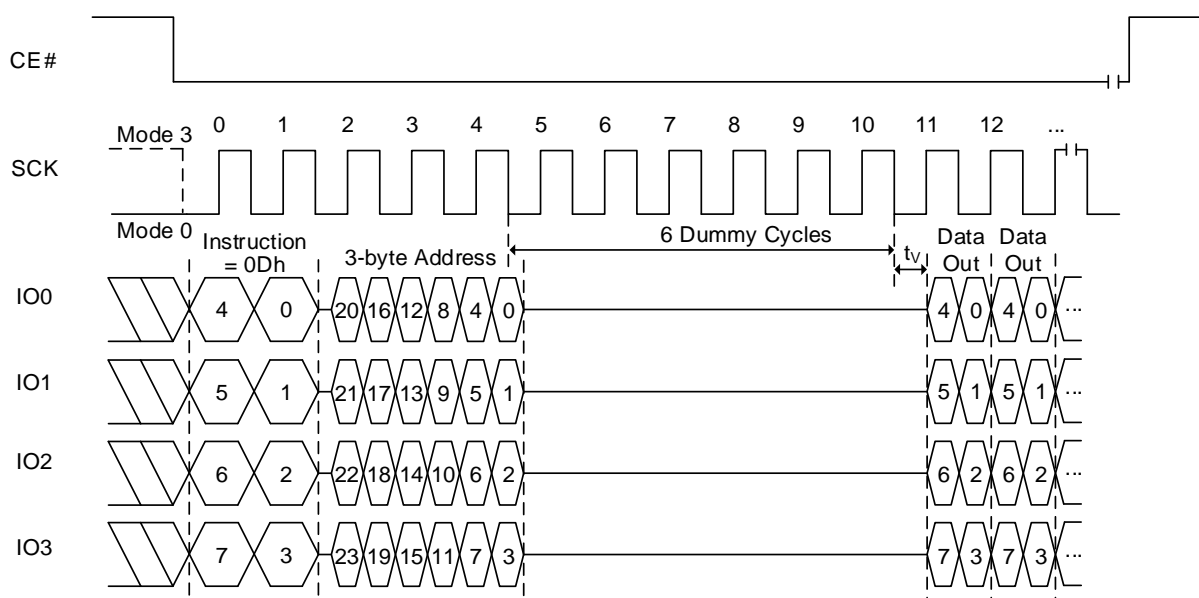 CE#
0 1 2 3 4 5 6 7 8 9 10 11 12 ...
Mode 3
SCK
Mode 0
Instruction
= 0Dh
3-byte Address
6 Dummy Cycles
tV
Data
Out
Data
Out
IO0 4 0 20 16 12 8 4 0 4 0 4 0 ...
IO1 5 1 21 17 13 9 5 1 5 1 5 1 ...
IO2 6 2 22 18 14 10 6 2 6 2 6 2 ...
IO3 7 3 23 19 15 11 7 3 7 3 7 3 ...